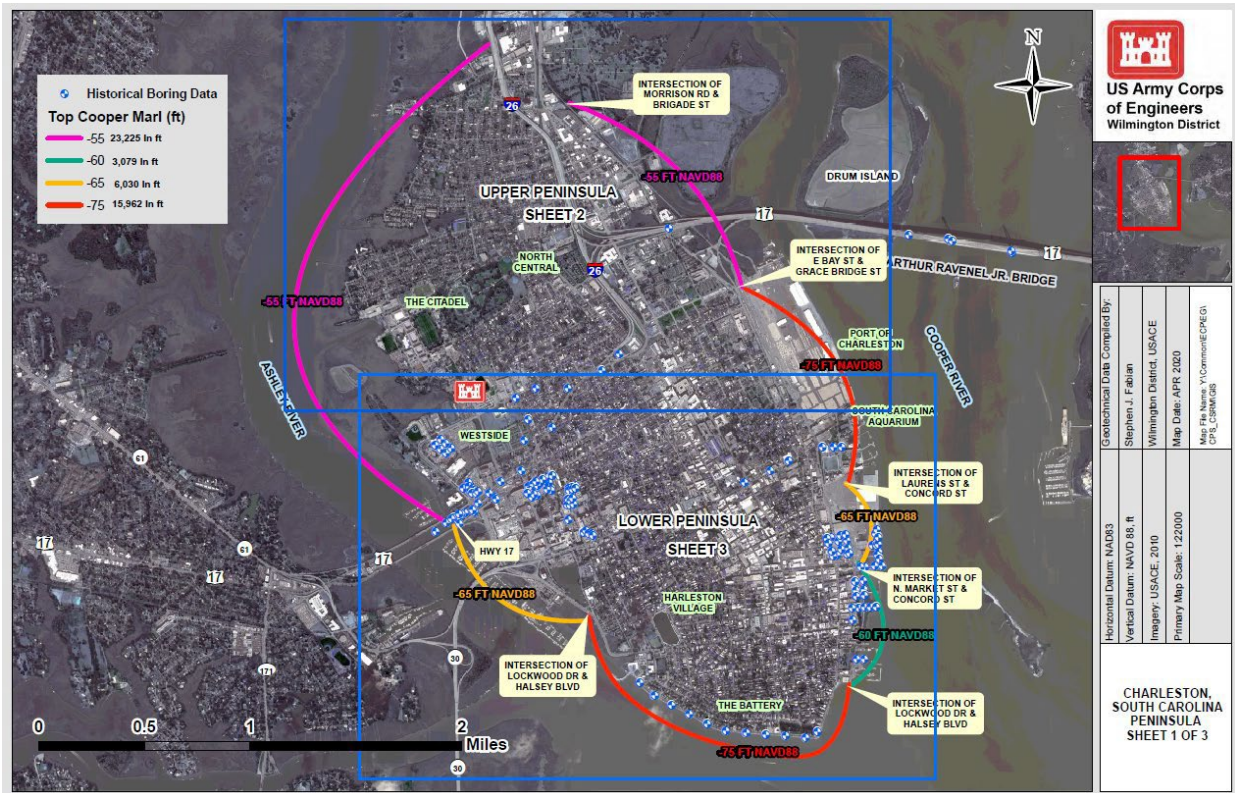 Historical Boring Data
Top Cooper Marl (ft)
-55 23,225 ln ft
-60 3,079 ln ft
-65 6,030 ln ft
-75 15,962 ln ft
26
INTERSECTION OF
MORRISON RD &
BRIGADE ST
N
-55 FT NAVD88
DRUM ISLAND
UPPER PENINSULA
SHEET 2
17
17
NORTH
CENTRAL
26
INTERSECTION OF
E BAY ST &
GRACE BRIDGE ST
ARTHUR RAVENEL JR. BRIDGE
-55 FT NAVD88
THE CITADEL
PORT OF
CHARLESTON
COOPER RIVER
-75 FT NAVD88
ASHLEY RIVER
SOUTH CAROLINA
AQUARIUM
WESTSIDE
61
INTERSECTION OF
LAURENS ST &
CONCORD ST
-65 FT NAVD88
LOWER PENINSULA
SHEET 3
17
61
HWY 17
17
17
INTERSECTION OF
N. MARKET ST &
CONCORD ST
-65 FT NAVD88
HARLESTON
VILLAGE
-60 FT NAVD88
171
30
INTERSECTION OF
LOCKWOOD DR &
HALSEY BLVD
THE BATTERY
INTERSECTION OF
LOCKWOOD DR &
HALSEY BLVD
-75 FT NAVD88
0 0.5 1 2
Miles
30
US Army Corps
of Engineers
Wilmington District
Geotechnical Data Compiled By:
Stephen J. Fabian
Wilmington District, USACE
Map Date: APR 2020
Map File Name: Y:\Common\ECP\EG\
CPS_CSRM\GIS
Horizontal Datum: NAD83
Vertical Datum: NAVD 88, ft
Imagery: USACE, 2010
Primary Map Scale: 1:22000
CHARLESTON,
SOUTH CAROLINA
PENINSULA
SHEET 1 OF 3